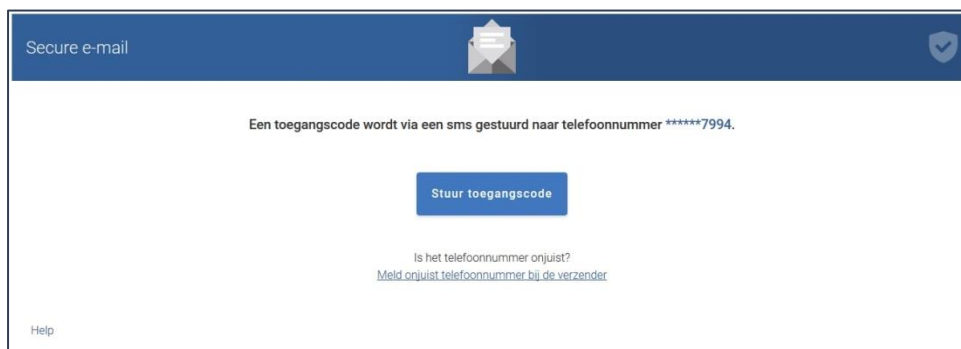 Secure e-mail
Een toegangscode wordt via een sms gestuurd naar telefoonnummer ******7994.
Stuur toegangscode
Is het telefoonnummer onjuist?
Meld onjuist telefoonnummer bij de verzender
Help